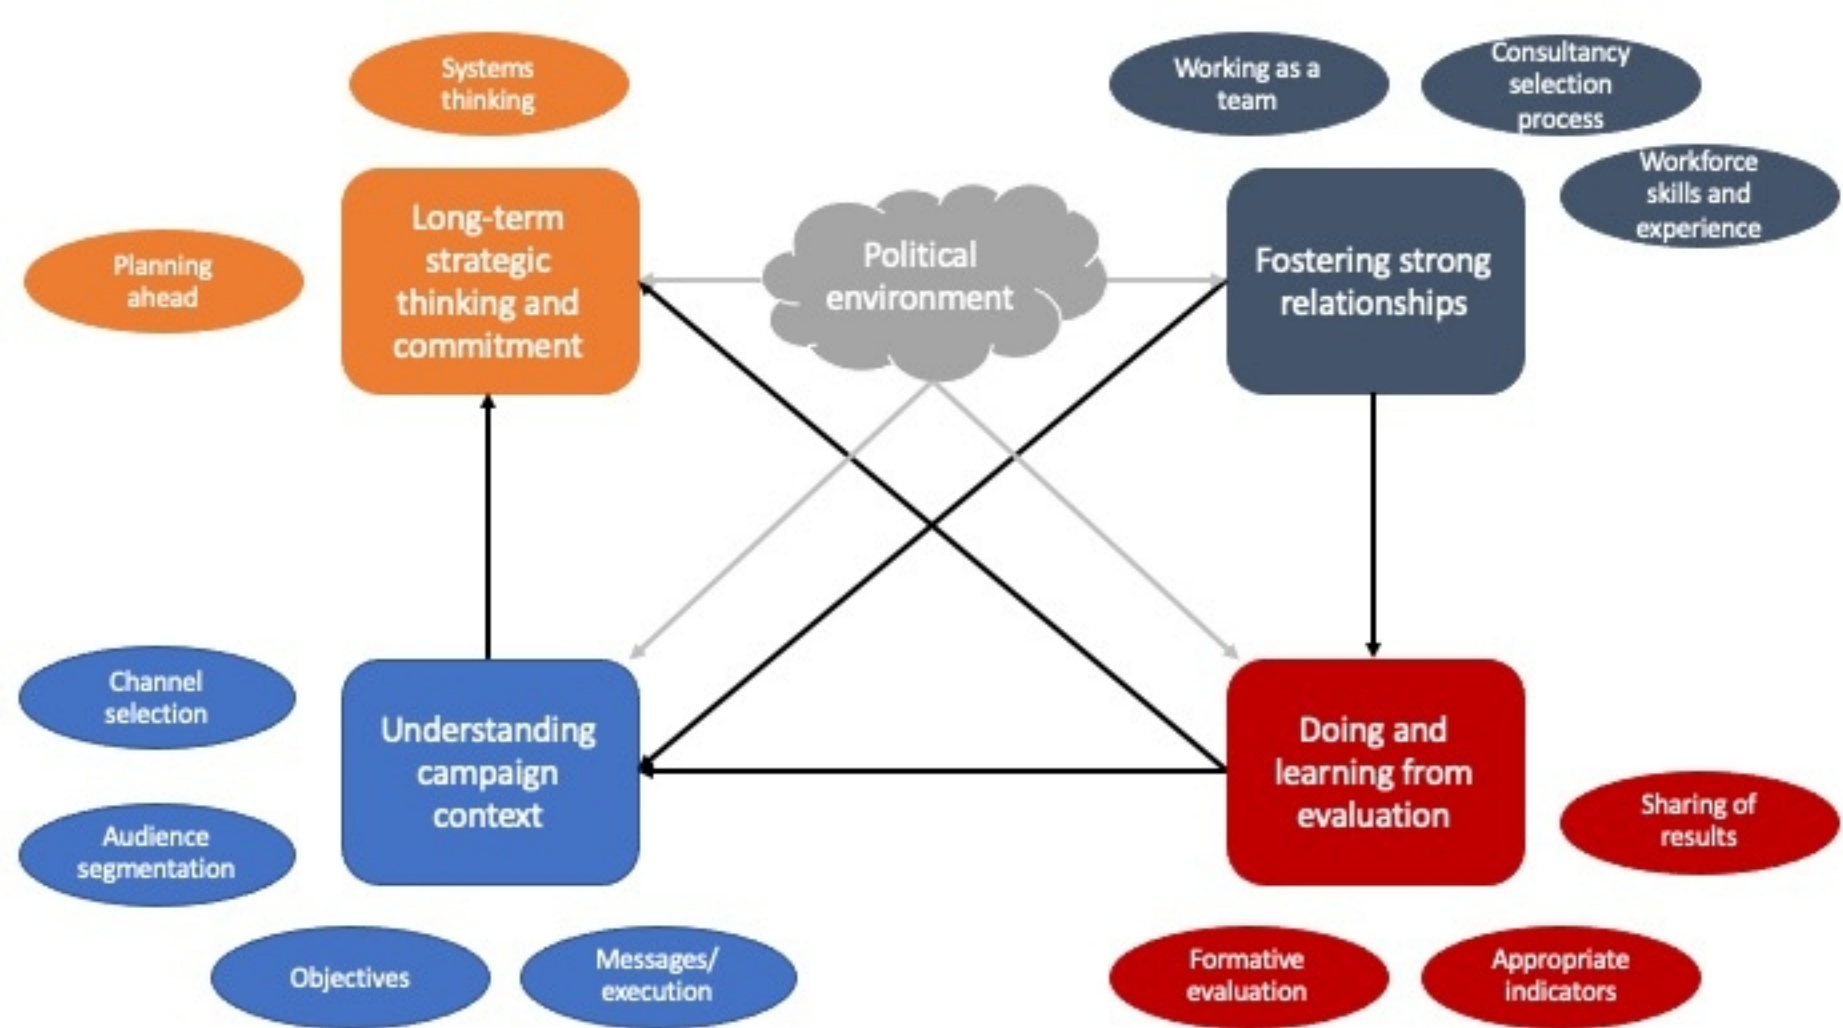 Systems
thinking
Working as a
team
Consultancy
selection
process
Workforce
skills and
experience
Planning
ahead
Long-term
strategic
thinking and
commitment
Political
environment
Fostering strong
relationships
Channel
selection
Audience
segmentation
Understanding
campaign
context
Doing and
learning from
evaluation
Sharing of
results
Objectives
Messages/
execution
Formative
evaluation
Appropriate
indicators